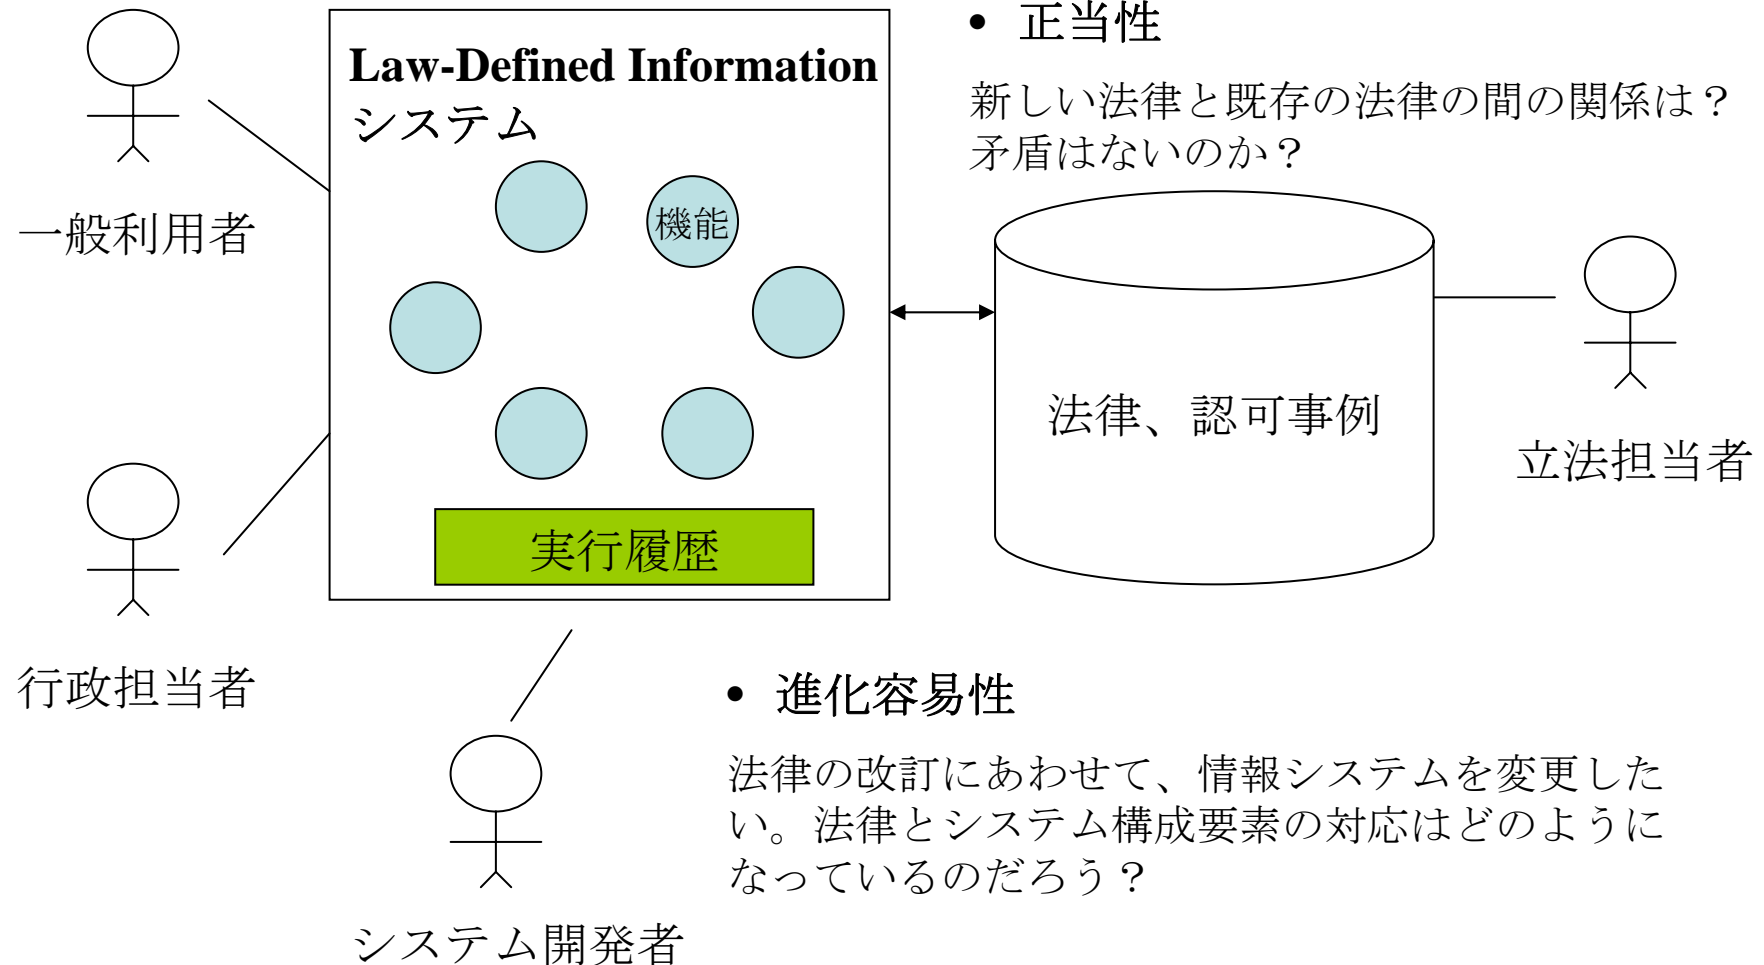 • 正当性
新しい法律と既存の法律の間の関係は？
矛盾はないのか？
Law-Defined Information
システム
機能
実行履歴
一般利用者
行政担当者
法律、認可事例
立法担当者
• 進化容易性
法律の改訂にあわせて、情報システムを変更した
い。法律とシステム構成要素の対応はどのように
なっているのだろう？
システム開発者